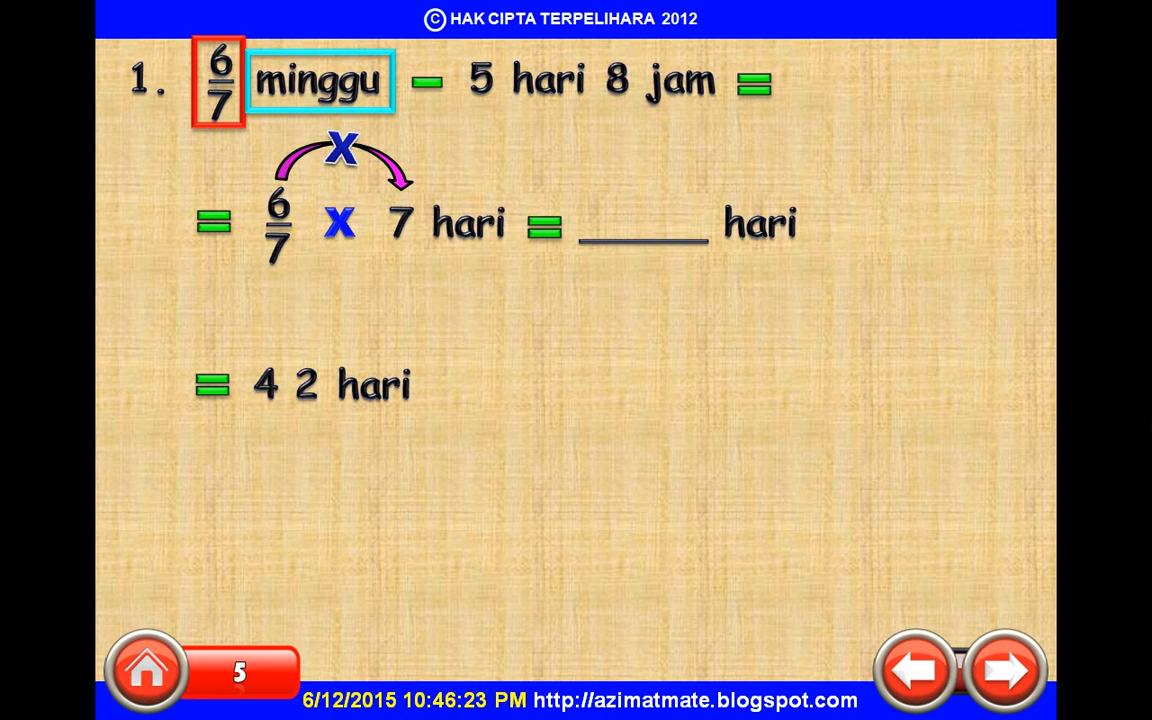 © HAK CIPTA TERPELIHARA 2012
1. 6/7 minggu - 5 hari 8 jam =
x
= 6/7 x 7 hari = ______ hari
= 4 2 hari
5
6/12/2015 10:46:23 PM http://azimatmate.blogspot.com